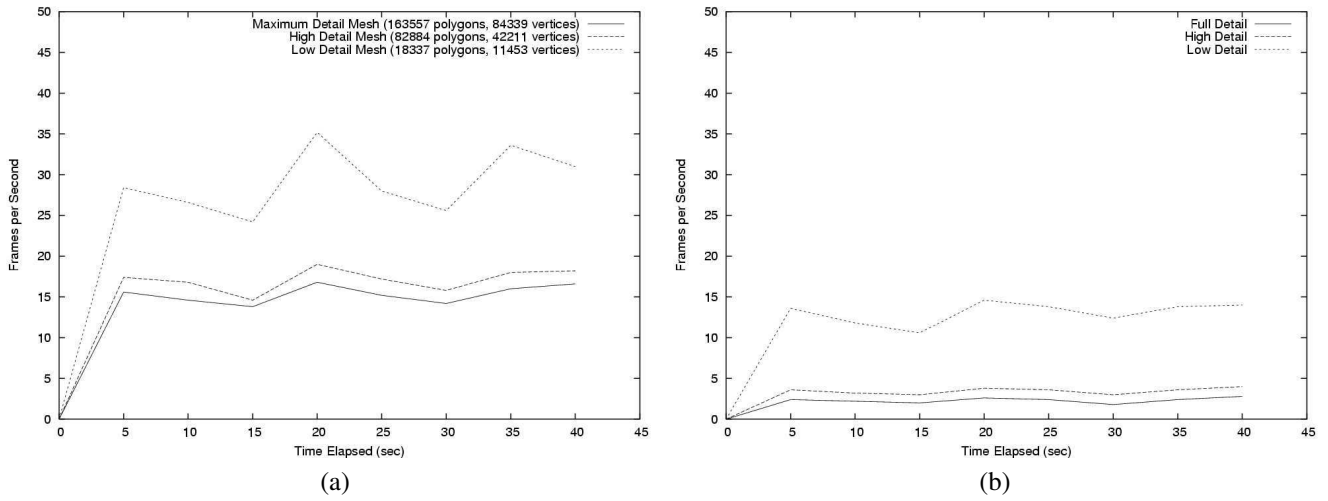 50
45
40
35
30
25
20
15
10
5
0
Frames per Second
Maximum Detail Mesh (163557 polygons, 84339 vertices)
High Detail Mesh (82884 polygons, 42211 vertices)
Low Detail Mesh (18337 polygons, 11453 vertices)
0 5 10 15 20 25 30 35 40 45
Time Elapsed (sec)
(a)
50
45
40
35
30
25
20
15
10
5
0
Frames per Second
Full Detail
High Detail
Low Detail
0 5 10 15 20 25 30 35 40 45
Time Elapsed (sec)
(b)